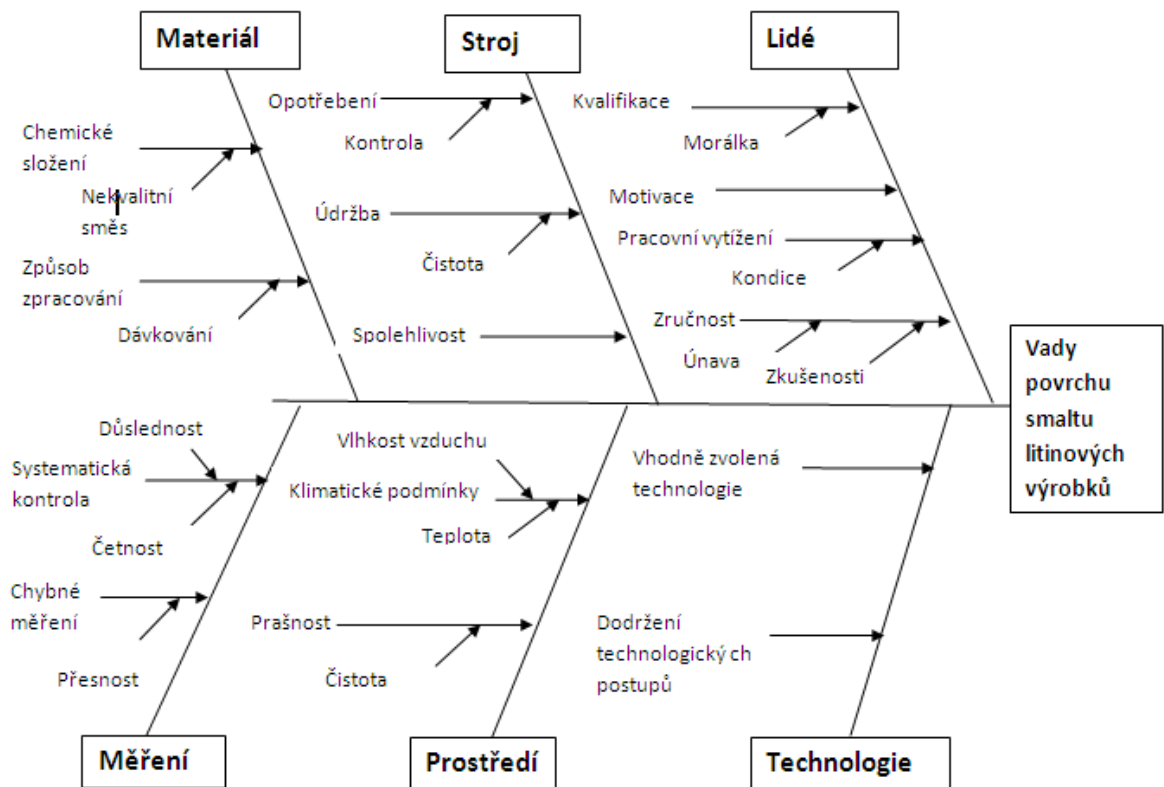 Materiál
Stroj
Lidé
Opotřebení
Kontrola
Kvalifikace
Morálka
Chemické
složení
Nekvalitní
směs
Údržba
Čistota
Motivace
Pracovní vytížení
Kondice
Způsob
zpracování
Dávkování
Spolehlivost
Zručnost
Únava
Zkušenosti
Vady
povrchu
smaltu
litinových
výrobků
Důslednost
Systematická
kontrola
Četnost
Chybné
měření
Přesnost
Vlhkost vzduchu
Klimatické podmínky
Teplota
Prašnost
Čistota
Vhodně zvolená
technologie
Dodržení
technologický ch
postupů
Měření
Prostředí
Technologie